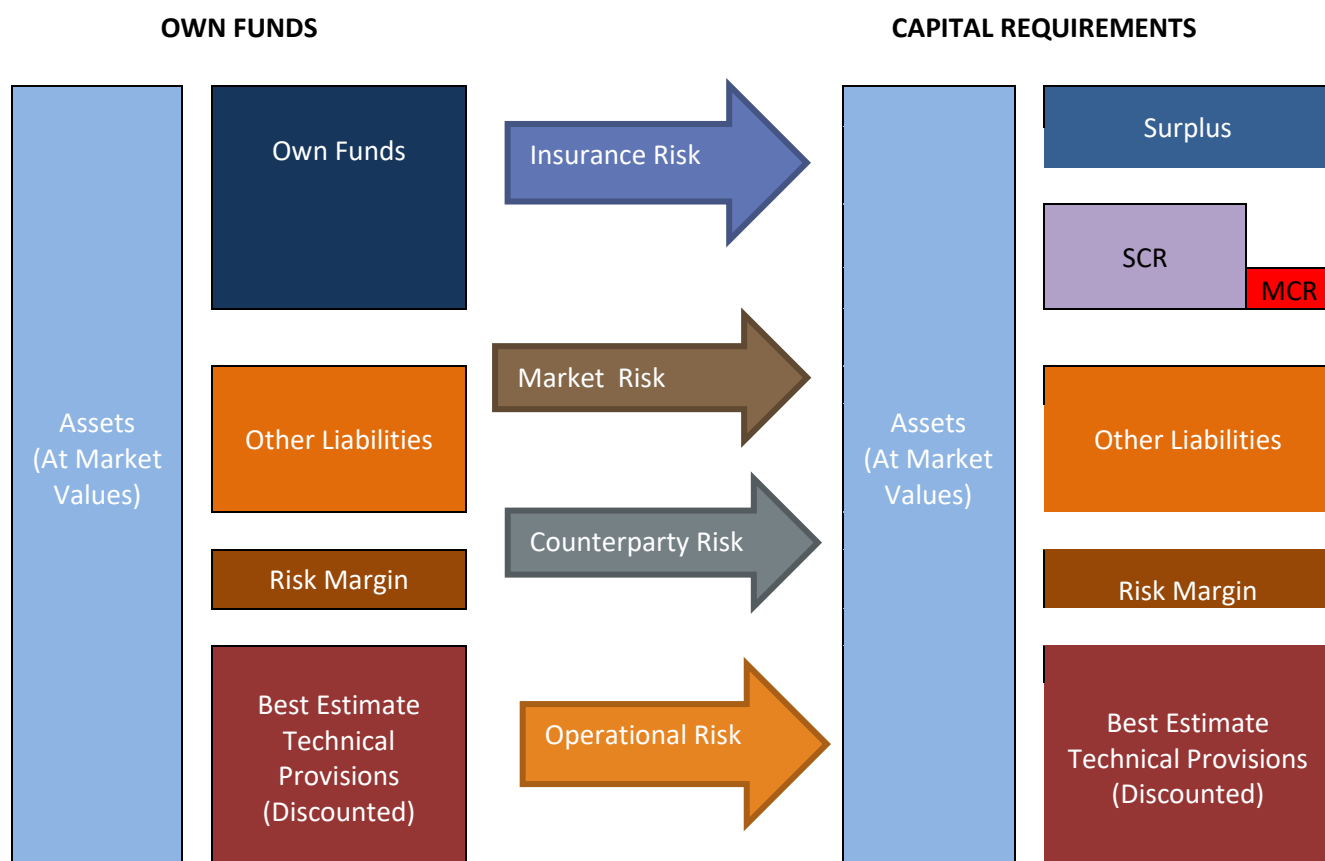 OWN FUNDS
CAPITAL REQUIREMENTS
Assets
(At Market
Values)
Own Funds
Other Liabilities
Risk Margin
Best Estimate
Technical
Provisions
(Discounted)
Insurance Risk
Market Risk
Counterparty Risk
Operational Risk
Assets
(At Market
Values)
Surplus
SCR
MCR
Other Liabilities
Risk Margin
Best Estimate
Technical Provisions
(Discounted)